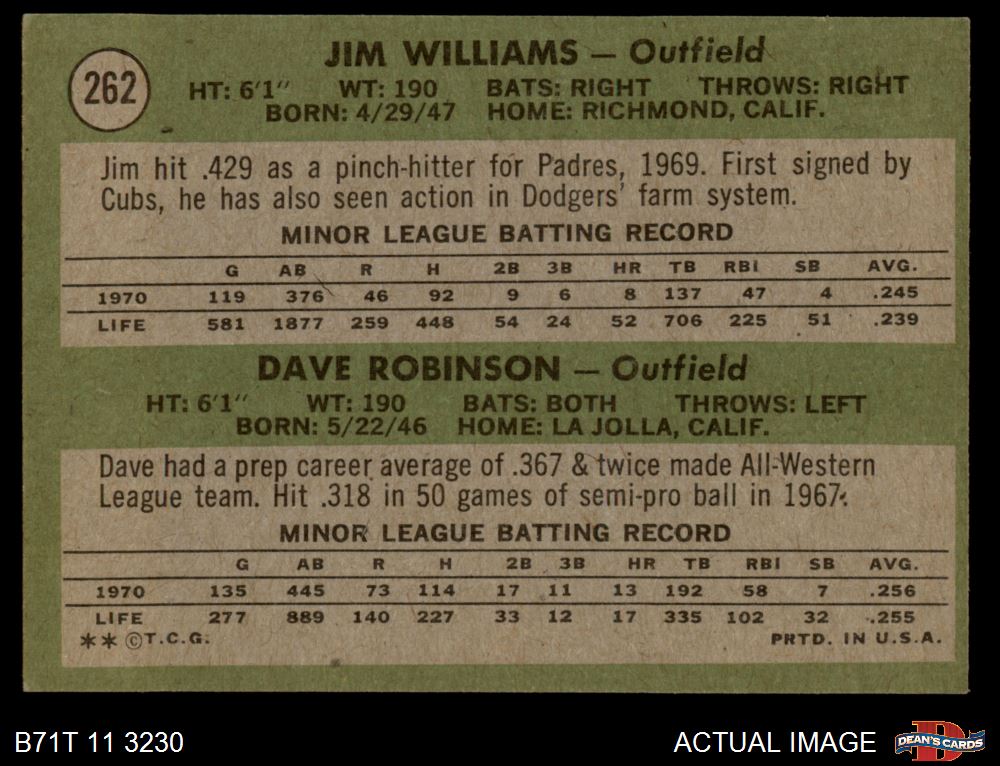 262
JIM WILLIAMS — Outfield
HT: 6'1" WT: 190 BATS: RIGHT THROWS: RIGHT
BORN: 4/29/47 HOME: RICHMOND, CALIF.
Jim hit .429 as a pinch-hitter for Padres, 1969. First signed by
Cubs, he has also seen action in Dodgers' farm system.
MINOR LEAGUE BATTING RECORD
G AB R H 2B 3B HR TB RBI SB AVG.
1970 119 376 46 92 9 6 8 137 47 4 .245
LIFE 581 1877 259 448 54 24 52 706 225 51 .239
DAVE ROBINSON — Outfield
HT: 6'1" WT: 190 BATS: BOTH THROWS: LEFT
BORN: 5/22/46 HOME: LA JOLLA, CALIF.
Dave had a prep career average of .367 & twice made All-Western
League team. Hit .318 in 50 games of semi-pro ball in 1967.
MINOR LEAGUE BATTING RECORD
G AB R H 2B 3B HR TB RBI SB AVG.
1970 135 445 73 114 17 11 13 192 58 7 .256
LIFE 277 889 140 227 33 12 17 335 102 32 .255
✶✶ ©T.C.G. PRTD. IN U.S.A.
B71T 11 3230 ACTUAL IMAGE DEAN'S CARDS